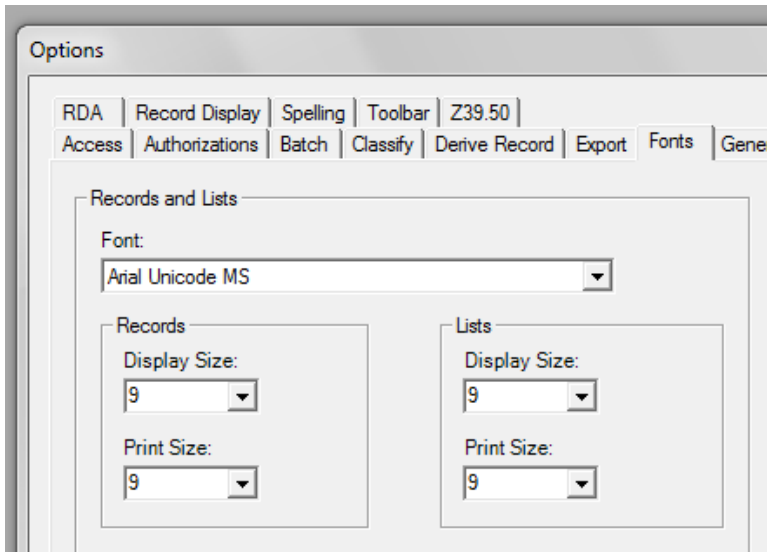 Options
RDA Record Display Spelling Toolbar Z39.50
Access Authorizations Batch Classify Derive Record Export Fonts Gene
Records and Lists
Font:
Arial Unicode MS
Records Lists
Display Size: Display Size:
9 9
Print Size: Print Size:
9 9